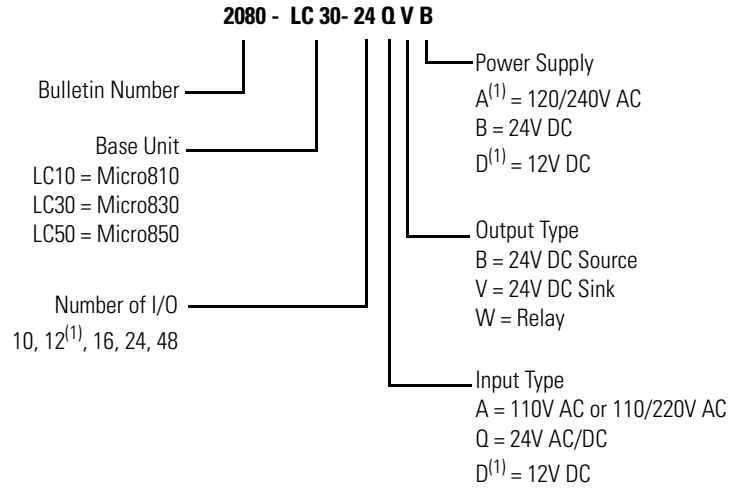 2080 - LC 30- 24 Q V B
Bulletin Number
Base Unit
LC10 = Micro810
LC30 = Micro830
LC50 = Micro850
Number of I/O
10, 12(1), 16, 24, 48
Power Supply
A(1) = 120/240V AC
B = 24V DC
D(1) = 12V DC
Output Type
B = 24V DC Source
V = 24V DC Sink
W = Relay
Input Type
A = 110V AC or 110/220V AC
Q = 24V AC/DC
D(1) = 12V DC